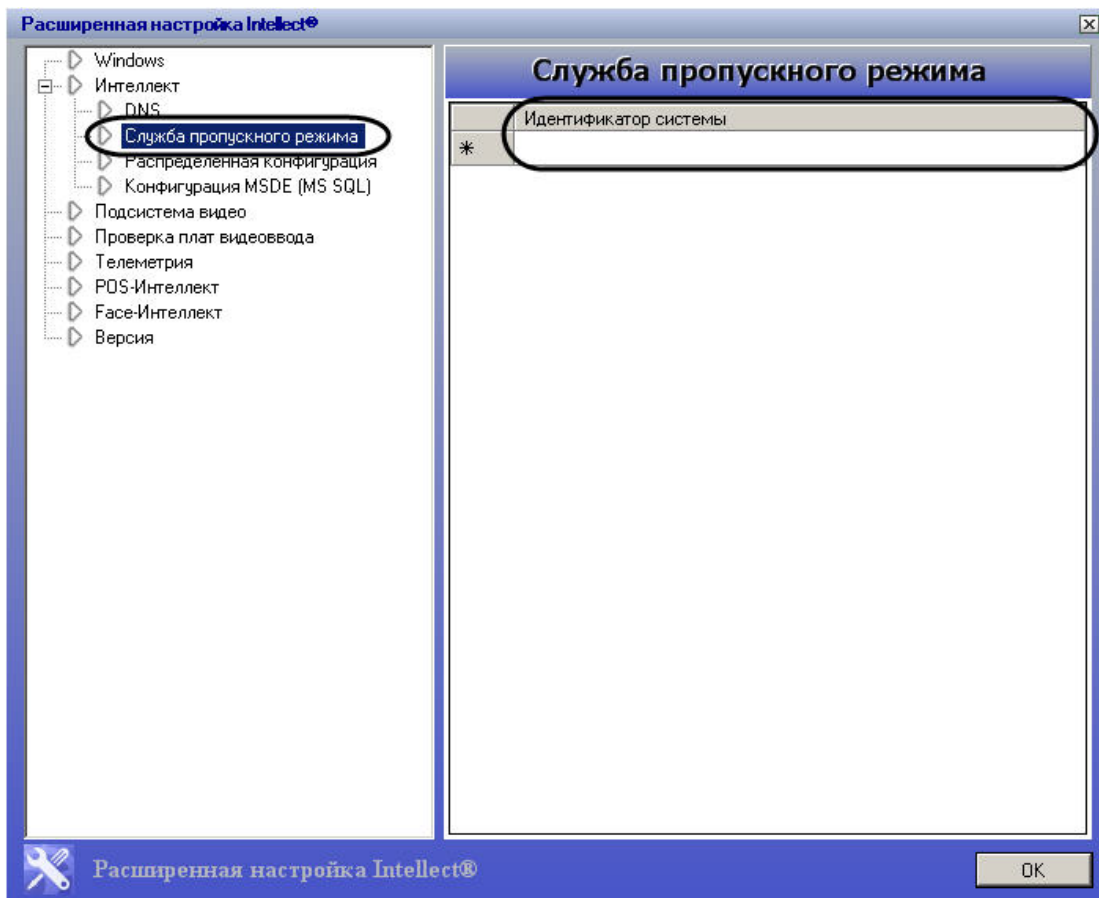 Расширенная настройка Intellect®
Windows
Интеллект
DNS
Служба пропускного режима
Распределенная конфигурация
Конфигурация MSDE (MS SQL)
Подсистема видео
Проверка плат видеоввода
Телеметрия
POS-Интеллект
Face-Интеллект
Версия
Служба пропускного режима
Идентификатор системы
*
Расширенная настройка Intellect®
OK